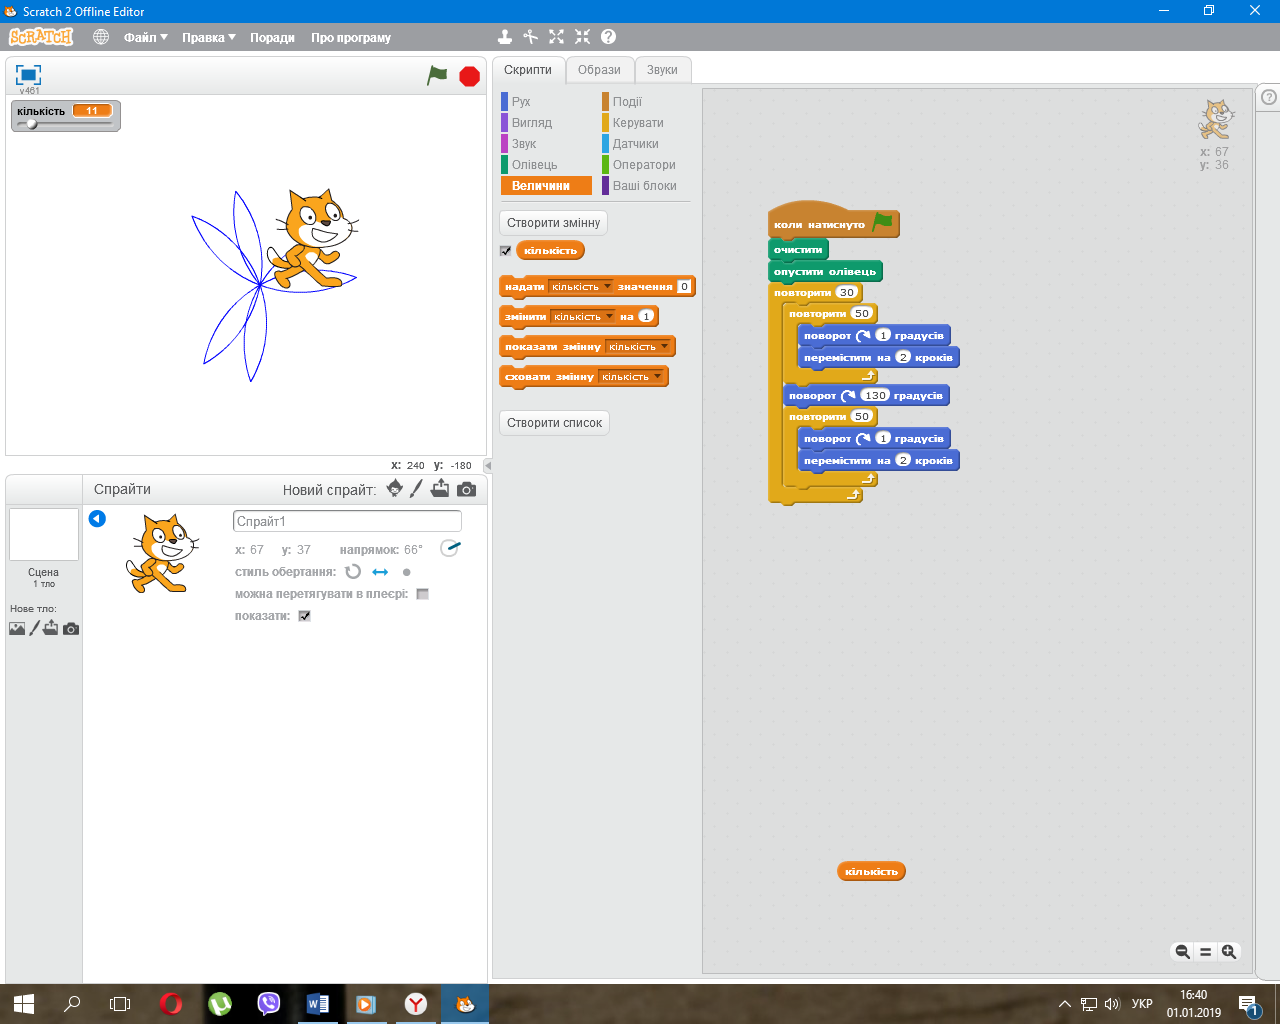 Scratch 2 Offline Editor
SCRATCH Файл Правка Поради Про програму
v461
кількість 11
x: 240 y: -180
Спрайти Новий спрайт:
Сцена
1 тло
Нове тло:
Спрайт1
x: 67 y: 37 напрямок: 66°
стиль обертання:
можна перетягувати в плеєрі:
показати:
Скрипти Образи Звуки
Рух Події
Вигляд Керувати
Звук Датчики
Олівець Оператори
Величини Ваші блоки
Створити змінну
кількість
надати кількість значення 0
змінити кількість на 1
показати змінну кількість
сховати змінну кількість
Створити список
x: 67
y: 36
коли натиснуто
очистити
опустити олівець
повторити 30
повторити 50
поворот 1 градусів
перемістити на 2 кроків
поворот 130 градусів
повторити 50
поворот 1 градусів
перемістити на 2 кроків
кількість
УКР 16:40
01.01.2019
1